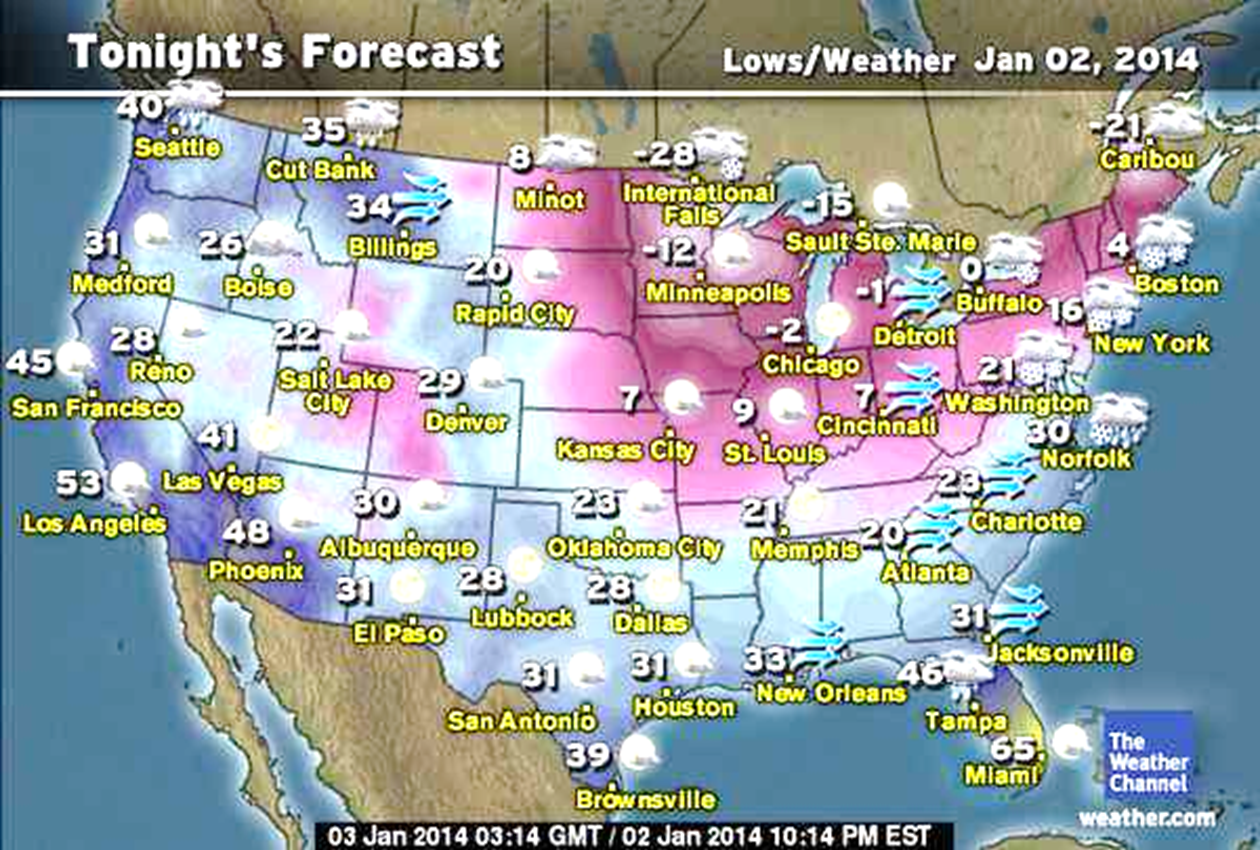 Tonight's Forecast
Lows/Weather Jan 02, 2014
40
Seattle
35
Cut Bank
8
Minot
-28
International
Falls
-21
Caribou
34
Billings
-15
Sault Ste. Marie
31
Medford
26
Boise
20
Rapid City
-12
Minneapolis
-1
Detroit
0
Buffalo
4
Boston
16
New York
45
San Francisco
28
Reno
22
Salt Lake
City
29
Denver
-2
Chicago
7
Kansas City
9
St. Louis
7
Cincinnati
21
Washington
30
Norfolk
41
Las Vegas
53
Los Angeles
48
Phoenix
30
Albuquerque
23
Oklahoma City
21
Memphis
23
Charlotte
20
Atlanta
31
El Paso
28
Lubbock
28
Dallas
31
Jacksonville
31
San Antonio
31
Houston
33
New Orleans
46
Tampa
39
Brownsville
65
Miami
The
Weather
Channel
weather.com
03 Jan 2014 03:14 GMT / 02 Jan 2014 10:14 PM EST